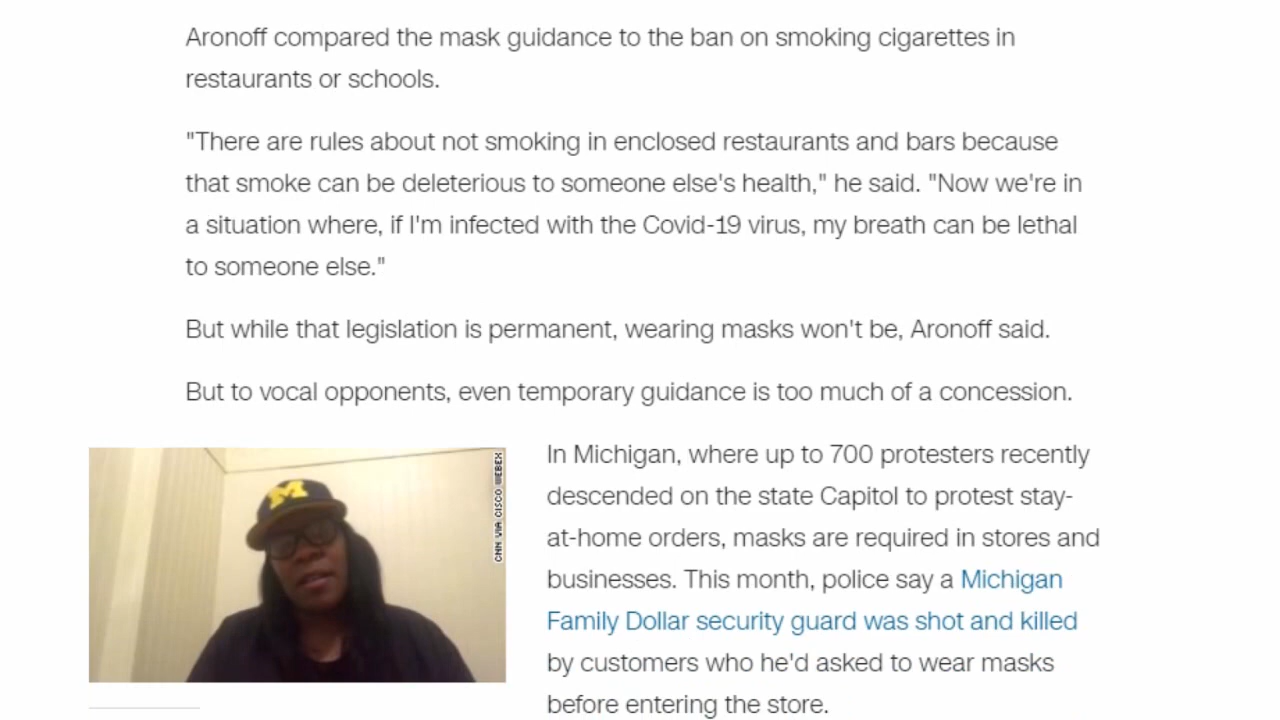 Aronoff compared the mask guidance to the ban on smoking cigarettes in
restaurants or schools.
"There are rules about not smoking in enclosed restaurants and bars because
that smoke can be deleterious to someone else's health," he said. "Now we're in
a situation where, if I'm infected with the Covid-19 virus, my breath can be lethal
to someone else."
But while that legislation is permanent, wearing masks won't be, Aronoff said.
But to vocal opponents, even temporary guidance is too much of a concession.
M
CNN VIA CISCO WEBEX
In Michigan, where up to 700 protesters recently
descended on the state Capitol to protest stay-
at-home orders, masks are required in stores and
businesses. This month, police say a Michigan
Family Dollar security guard was shot and killed
by customers who he'd asked to wear masks
before entering the store.